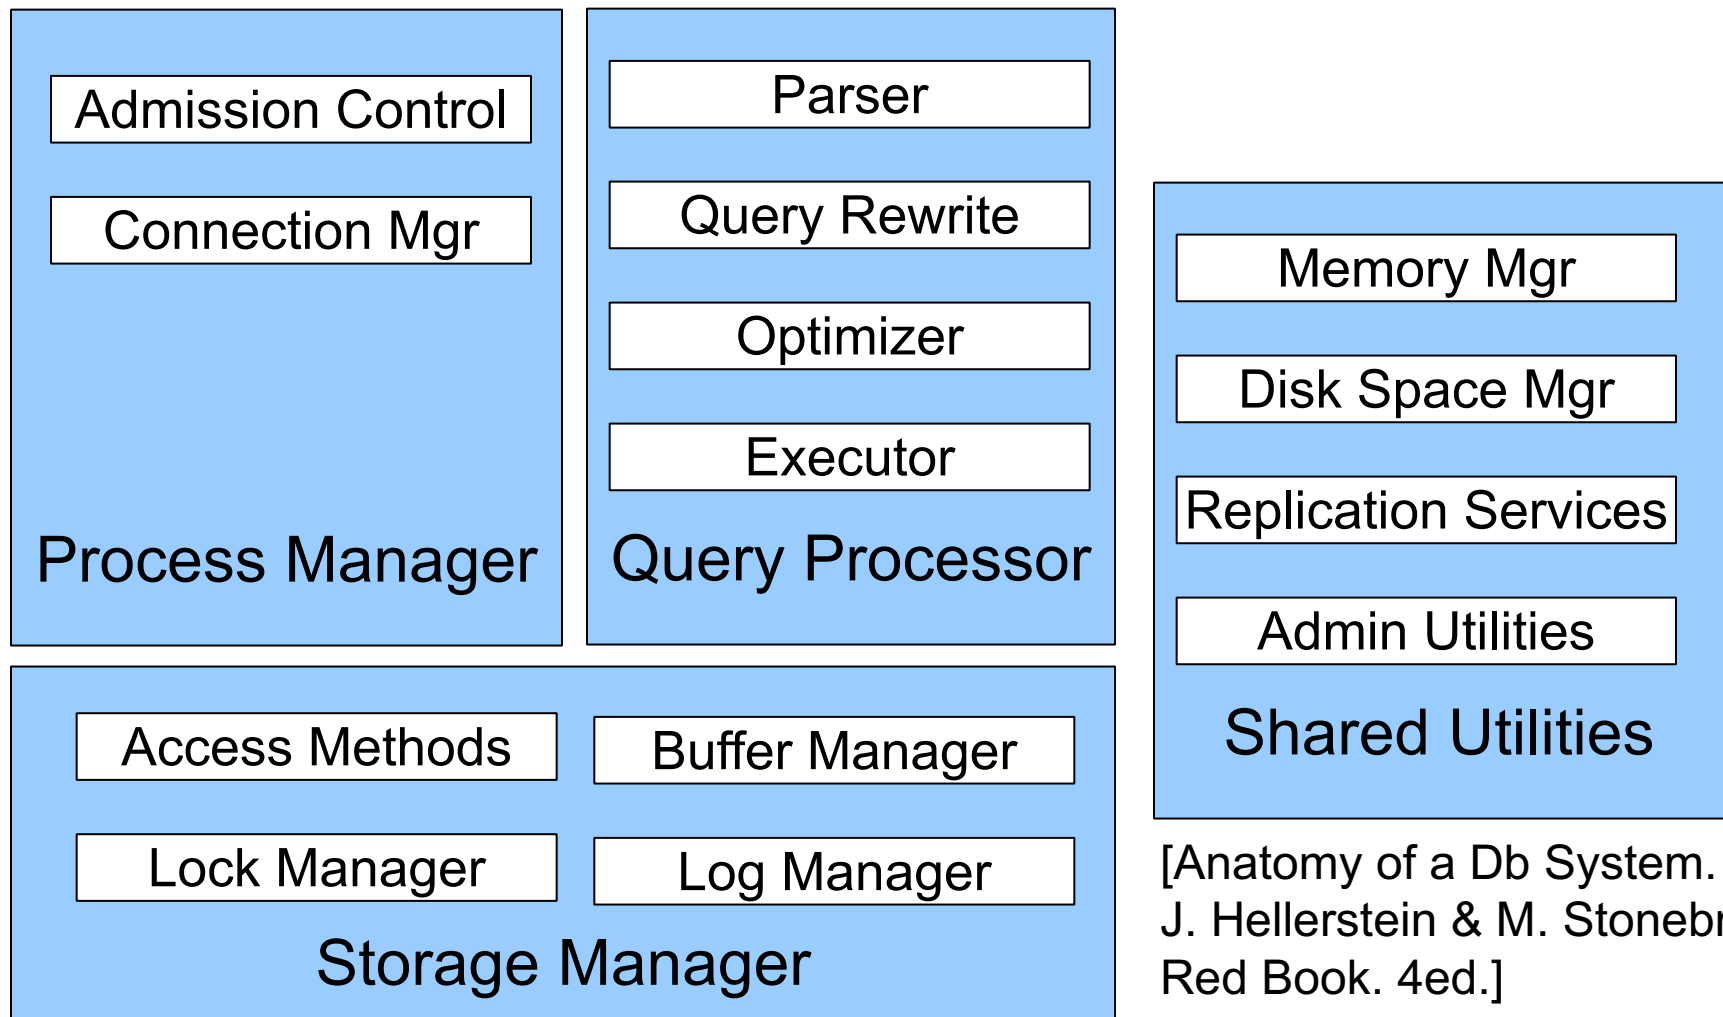 Admission Control
Connection Mgr
Process Manager
Parser
Query Rewrite
Optimizer
Executor
Query Processor
Memory Mgr
Disk Space Mgr
Replication Services
Admin Utilities
Shared Utilities
Access Methods
Buffer Manager
Lock Manager
Log Manager
Storage Manager
[Anatomy of a Db System.
J. Hellerstein & M.
Red Book. 4ed.]